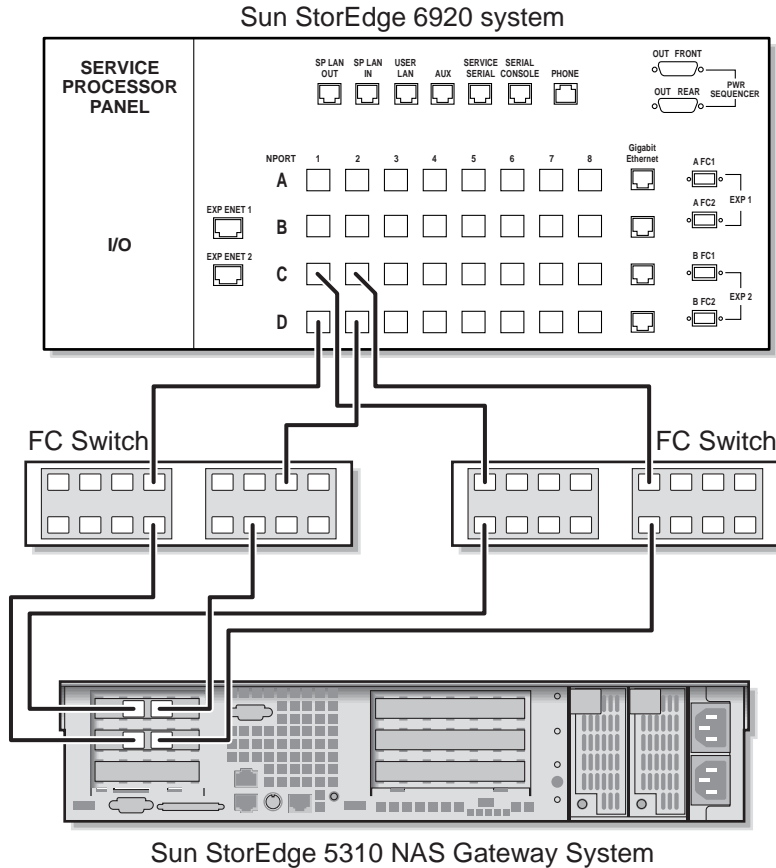 Sun StorEdge 6920 system
SERVICE
PROCESSOR
PANEL
I/O
SP LAN
OUT
SP LAN
IN
USER
LAN
AUX
SERVICE
SERIAL
SERIAL
CONSOLE
PHONE
OUT FRONT
OUT REAR
PWR
SEQUENCER
NPORT 1 2 3 4 5 6 7 8
Gigabit
Ethernet
A
B
C
D
EXP ENET 1
EXP ENET 2
A FC1
A FC2
EXP 1
B FC1
B FC2
EXP 2
FC Switch
FC Switch
Sun StorEdge 5310 NAS Gateway System